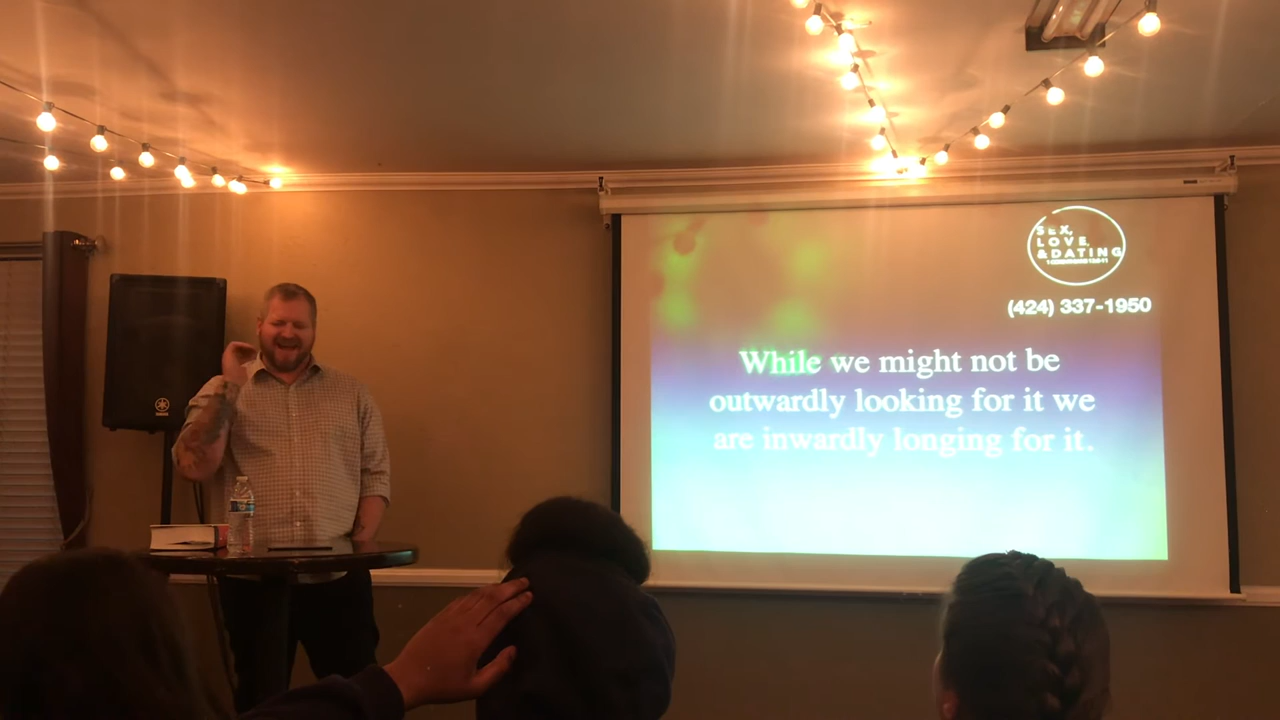 SEX,
LOVE,
& DATING
(424) 337-1950
While we might not be
outwardly looking for it we
are inwardly longing for it.